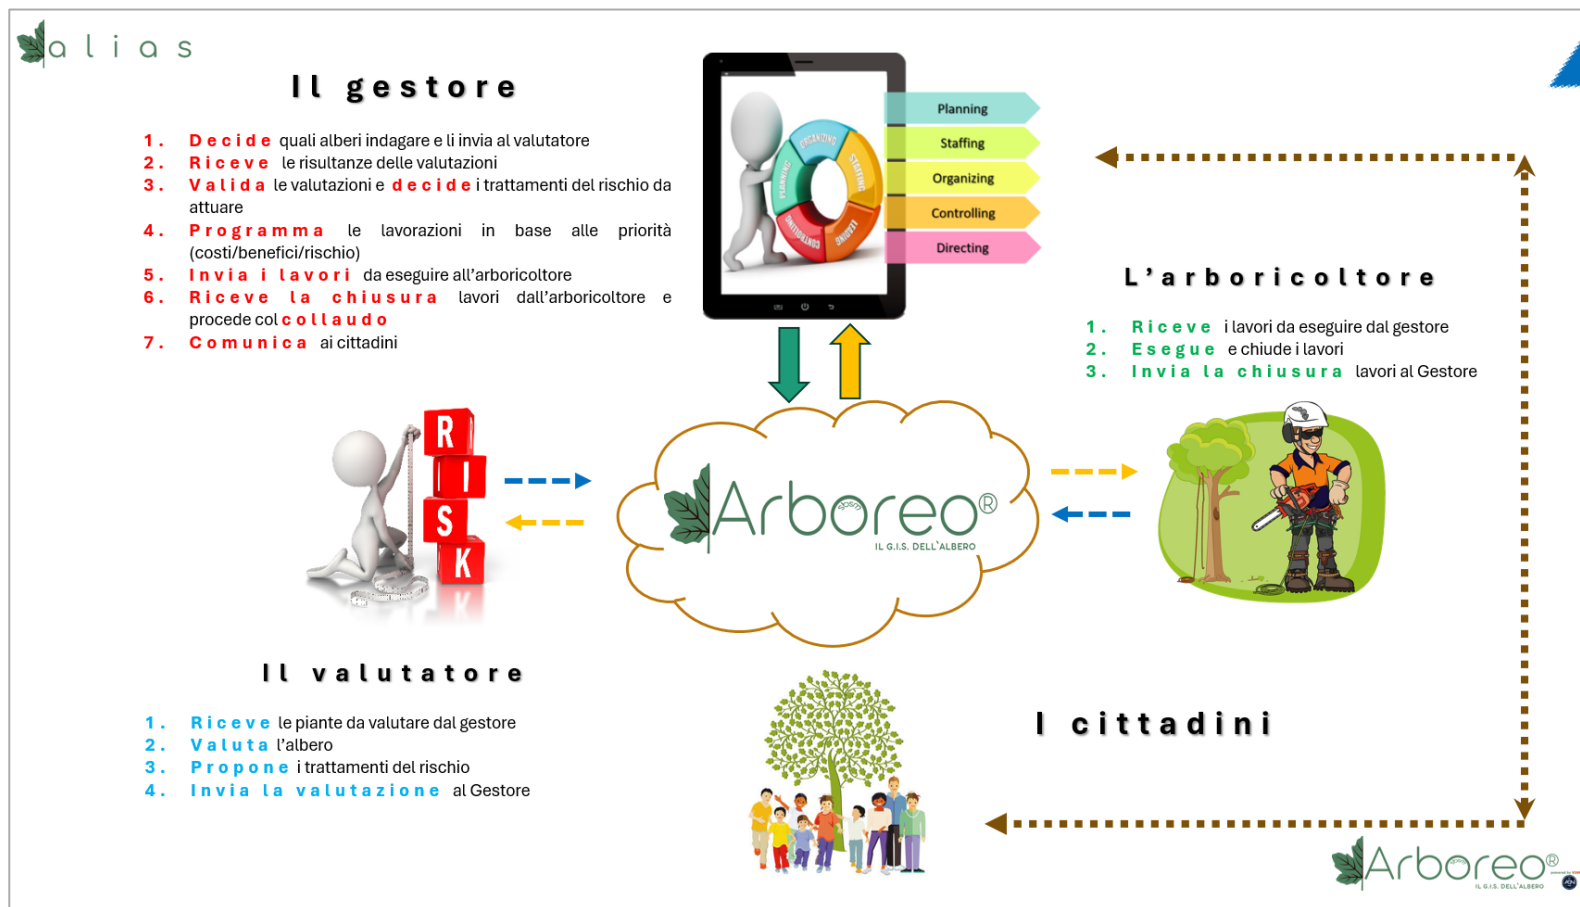 alias
Il gestore
1. Decide quali alberi indagare e li invia al valutatore
2. Riceve le risultanze delle valutazioni
3. Valida le valutazioni e decide i trattamenti del rischio da
attuare
4. Programma le lavorazioni in base alle priorità
(costi/benefici/rischio)
5. Invia i lavori da eseguire all’arboricoltore
6. Riceve la chiusura lavori dall’arboricoltore e
procede col collaudo
7. Comunica ai cittadini
ORGANIZING
STAFFING
LEADING
CONTROLLING
PLANNING
Planning
Staffing
Organizing
Controlling
Directing
L’arboricoltore
1. Riceve i lavori da eseguire dal gestore
2. Esegue e chiude i lavori
3. Invia la chiusura lavori al Gestore
R
I
S
K
Arboreo®
IL G.I.S. DELL'ALBERO
Il valutatore
1. Riceve le piante da valutare dal gestore
2. Valuta l’albero
3. Propone i trattamenti del rischio
4. Invia la valutazione al Gestore
I cittadini
Arboreo®
IL G.I.S. DELL'ALBERO